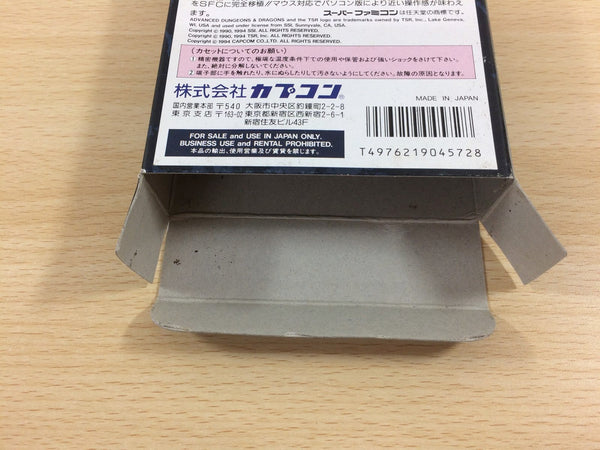 をSFCに完全移植//マウス対応でパソコン版により近い操作感が味わえ
ます。
スーパーファミコンは任天堂の商標です。
ADVANCED DUNGEONS & DRAGONS and the TSR logo are trademarks owned by TSR, Inc., Lake Geneva,
WI, USA and used under license from SSI, Sunnyvale, CA, USA.
Copyright © 1990, 1994 SSI. ALL RIGHTS RESERVED.
Copyright © 1990, 1994 TSR, Inc. ALL RIGHTS RESERVED.
Copyright © 1994 CAPCOM CO.,LTD. ALL RIGHTS RESERVED.
〈カセットについてのお願い〉
1)精密機器ですので、極端な温度条件下での使用や保管および強いショックをさけて下さい。
また、絶対に分解しないでください。
2)端子部に手を触れたり、水にぬらしたりして汚さないようにしてください。故障の原因となります。
株式会社カプコン®
MADE IN JAPAN
国内営業本部 〒540 大阪市中央区釣鐘町2-2-8
東京支店 〒163-02 東京都新宿区西新宿2-6-1
新宿住友ビル43F
FOR SALE and USE IN JAPAN ONLY.
BUSINESS USE and RENTAL PROHIBITED.
本品の輸出、使用営業及び賃貸を禁じます。
T4976219045728